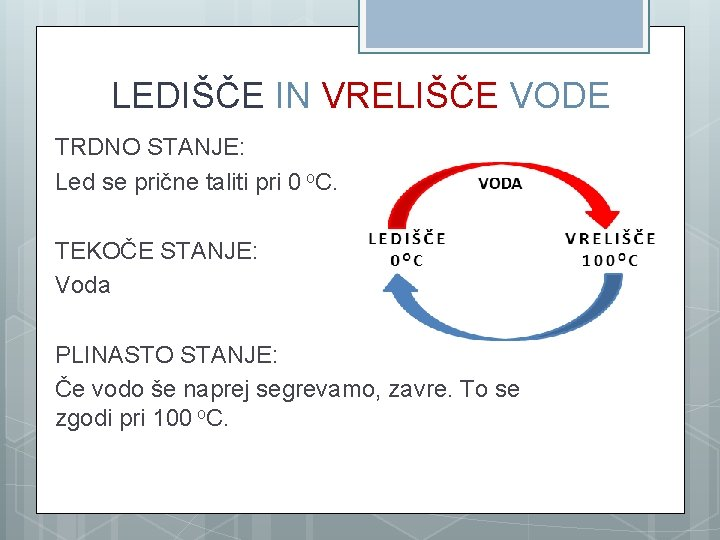 LEDIŠČE IN VRELIŠČE VODE
TRDNO STANJE:
Led se prične taliti pri 0 ºC.
TEKOČE STANJE:
Voda
PLINASTO STANJE:
Če vodo še naprej segrevamo, zavre. To se
zgodi pri 100 ºC.
VODA
LEDIŠČE
0ºC
VRELIŠČE
100ºC